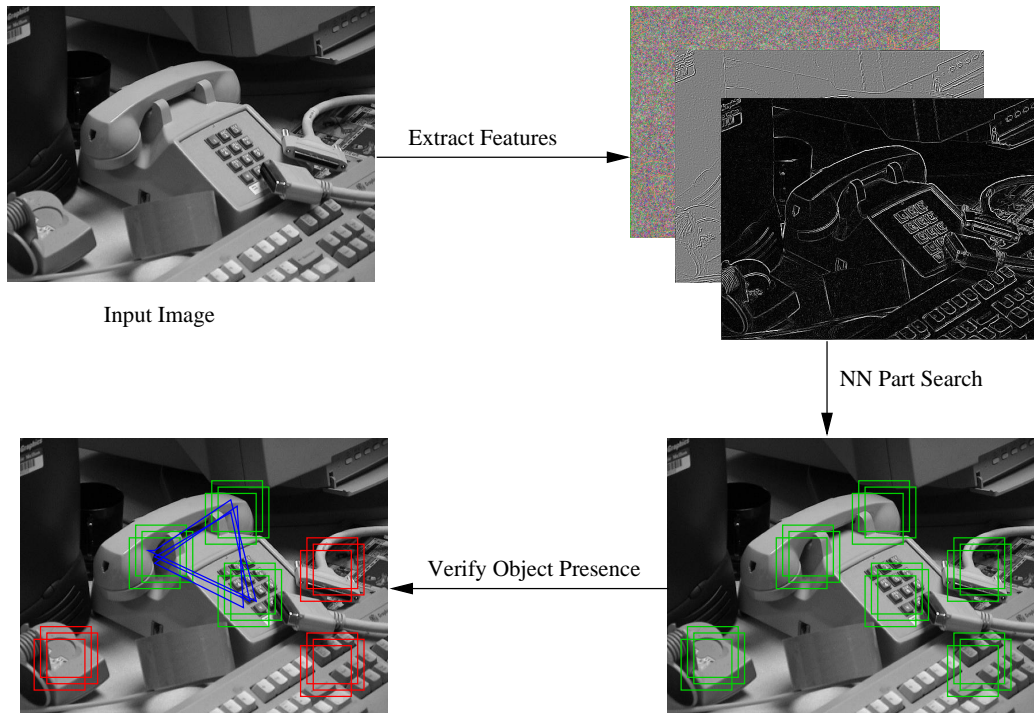 Extract Features
Input Image
NN Part Search
Verify Object Presence